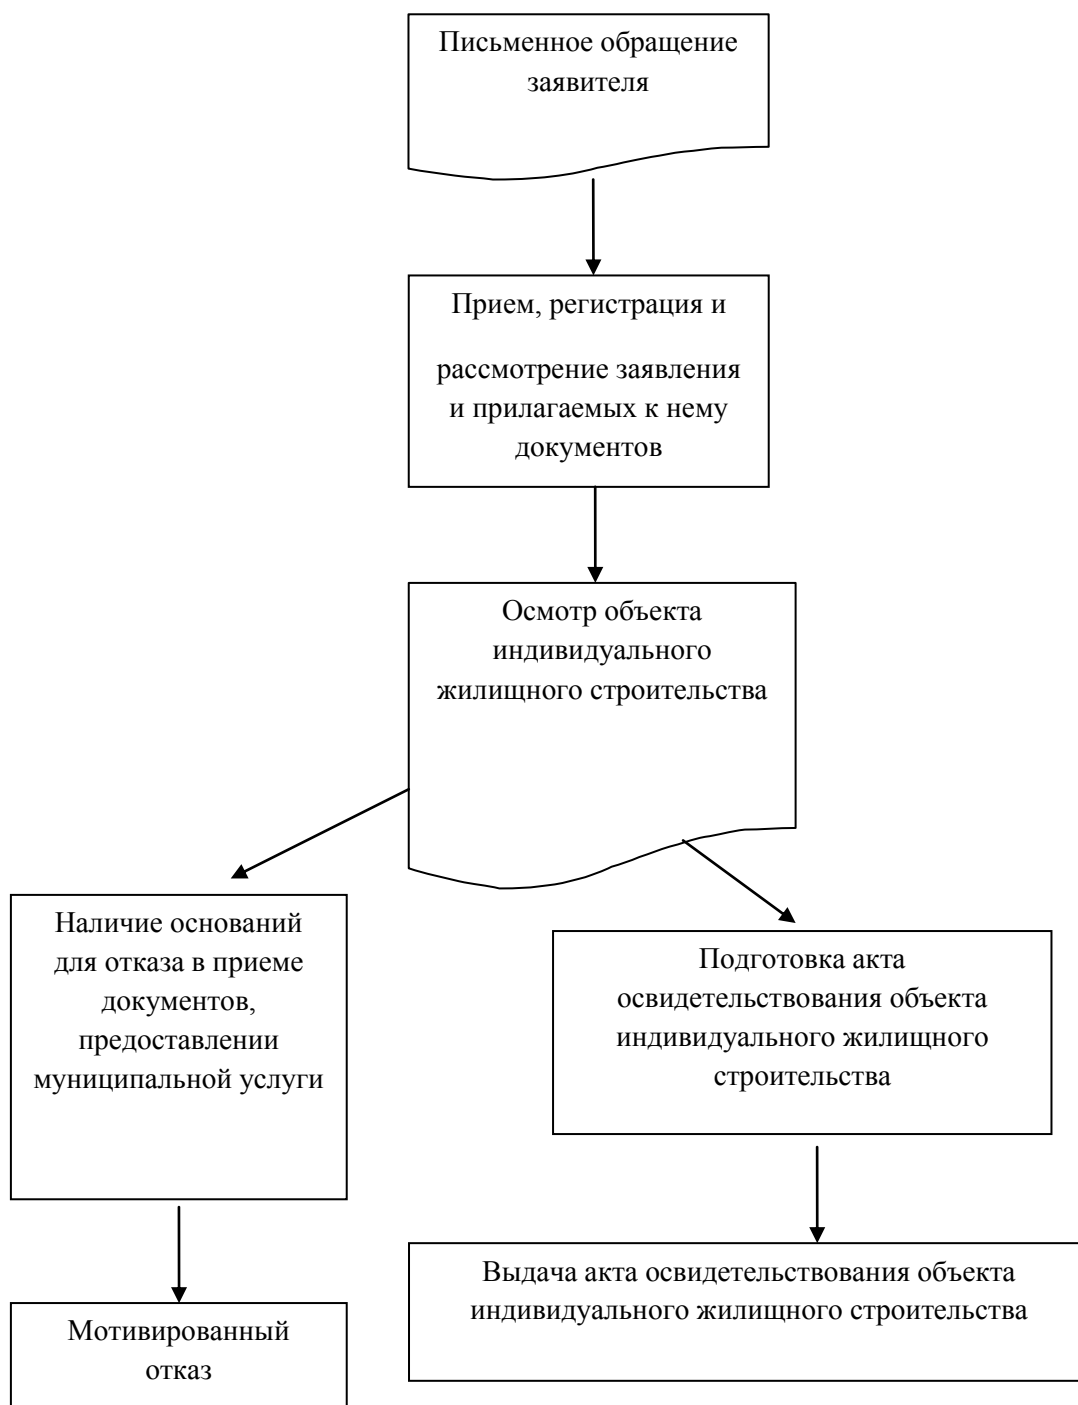 Письменное обращение
заявителя
Прием, регистрация и
рассмотрение заявления
и прилагаемых к нему
документов
Осмотр объекта
индивидуального
жилищного строительства
Наличие оснований
для отказа в приеме
документов,
предоставлении
муниципальной услуги
Подготовка акта
освидетельствования объекта
индивидуального жилищного
строительства
Выдача акта освидетельствования объекта
индивидуального жилищного строительства
Мотивированный
отказ